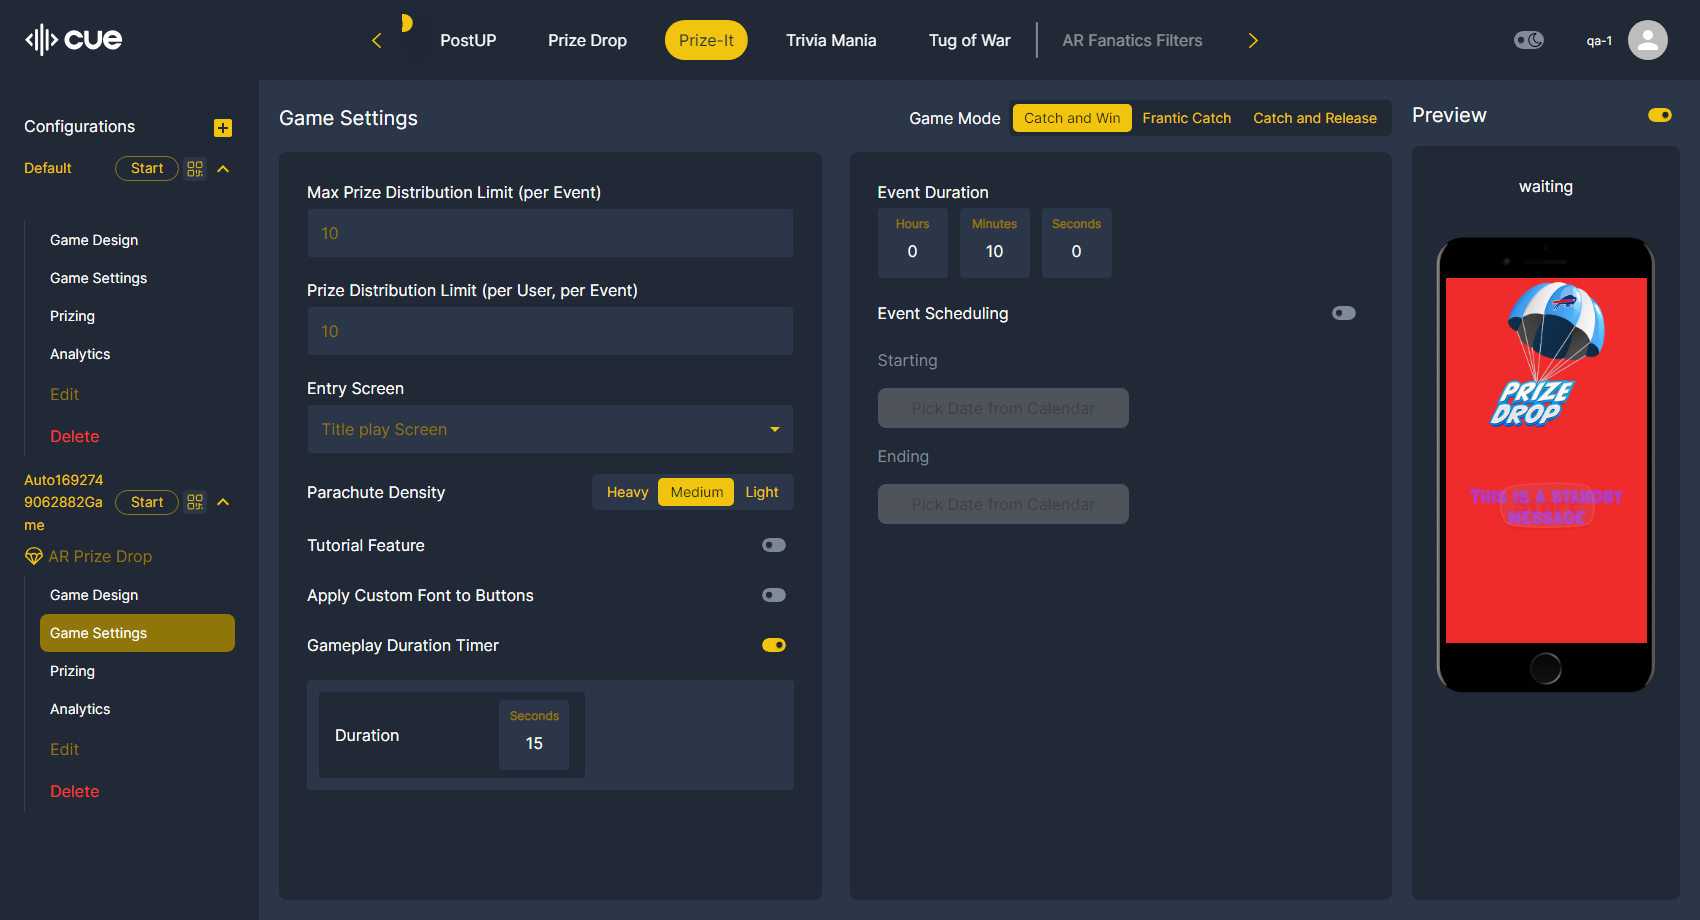 cue
PostUP
Prize Drop
Prize-It
Trivia Mania
Tug of War
AR Fanatics Filters
qa-1
Configurations
Default
Start
Game Design
Game Settings
Prizing
Analytics
Edit
Delete
Auto169274
9062882Ga
me
Start
AR Prize Drop
Game Design
Game Settings
Prizing
Analytics
Edit
Delete
Game Settings
Game Mode
Catch and Win
Frantic Catch
Catch and Release
Max Prize Distribution Limit (per Event)
10
Prize Distribution Limit (per User, per Event)
10
Entry Screen
Title play Screen
Parachute Density
Heavy
Medium
Light
Tutorial Feature
Apply Custom Font to Buttons
Gameplay Duration Timer
Duration
Seconds
15
Event Duration
Hours
0
Minutes
10
Seconds
0
Event Scheduling
Starting
Pick Date from Calendar
Ending
Pick Date from Calendar
Preview
waiting
PRIZE
DROP
THIS IS A STANDBY
MESSAGE